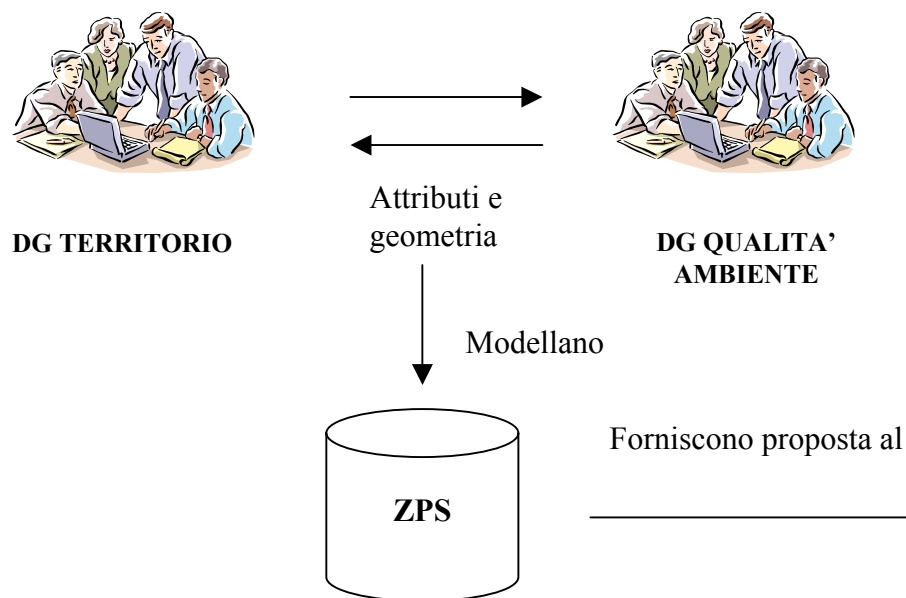 Attributi e
geometria
DG TERRITORIO
DG QUALITA’
AMBIENTE
Modellano
Forniscono proposta al
ZPS